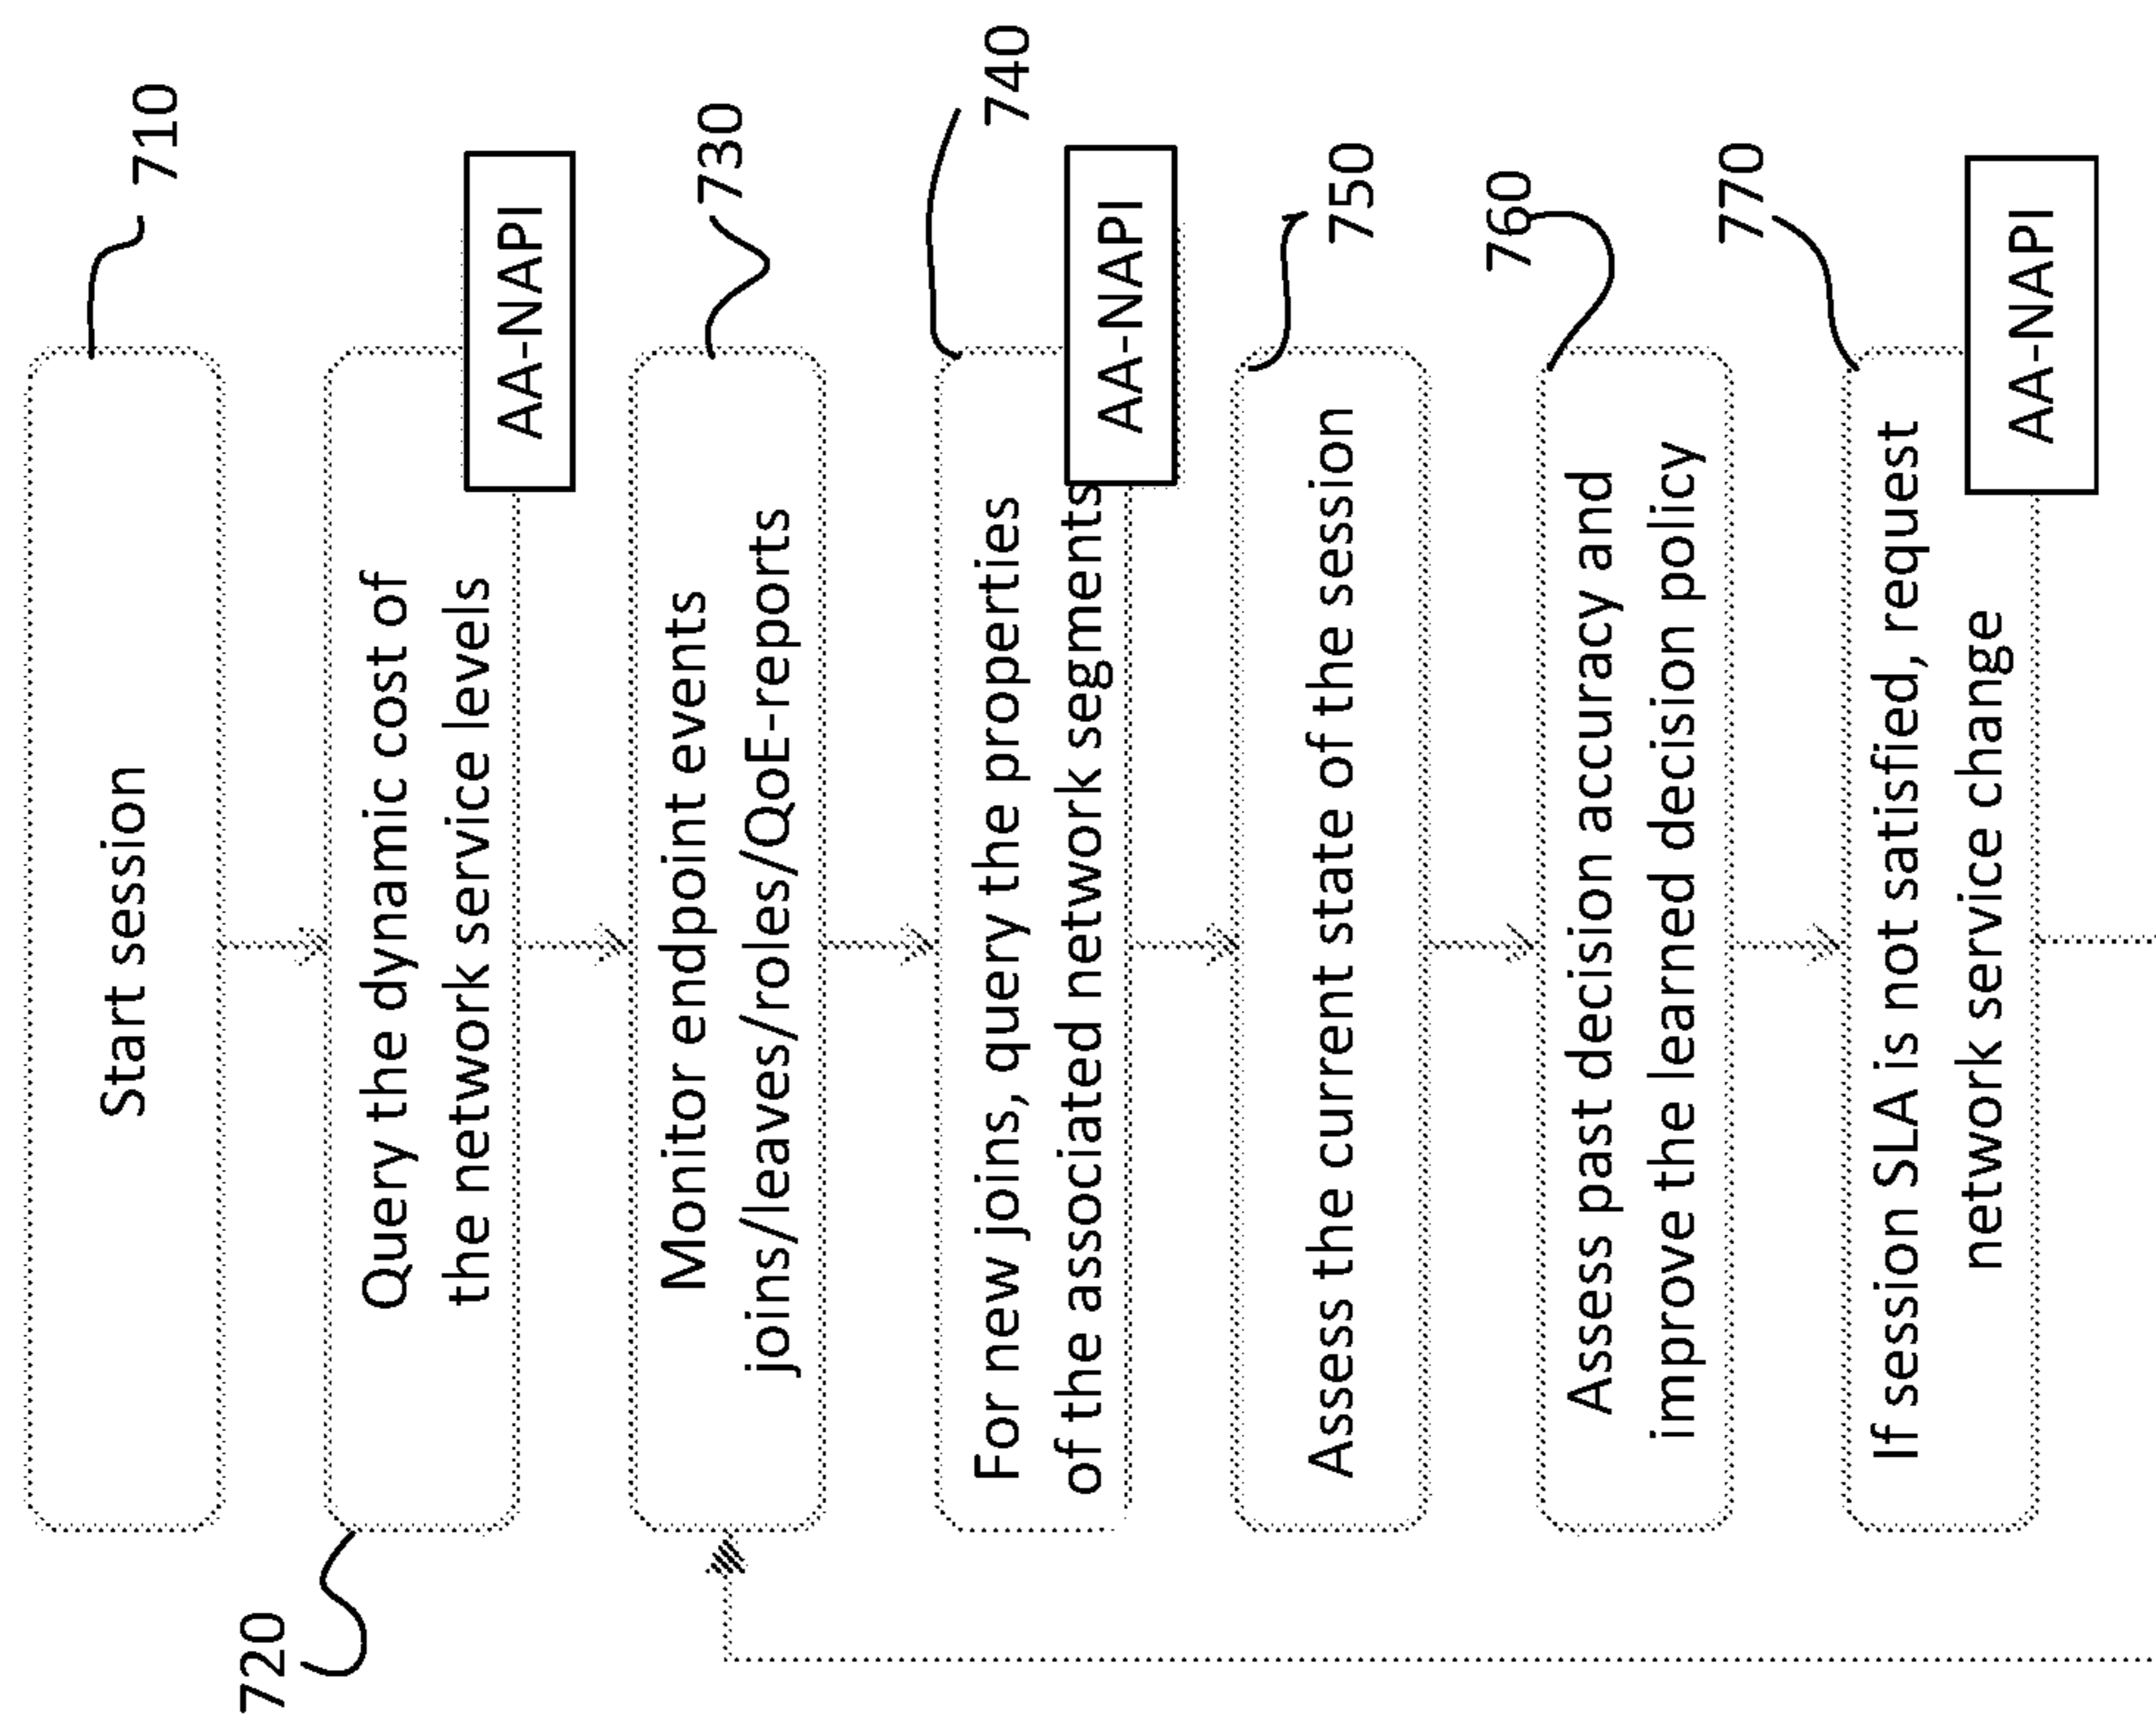 Start session
710
Query the dynamic cost of
the network service levels
720
AA-NAPI
Monitor endpoint events
joins/leaves/roles/QoE-reports
730
For new joins, query the properties
of the associated network segments
740
AA-NAPI
Assess the current state of the session
750
Assess past decision accuracy and
improve the learned decision policy
760
If session SLA is not satisfied, request
network service change
770
AA-NAPI